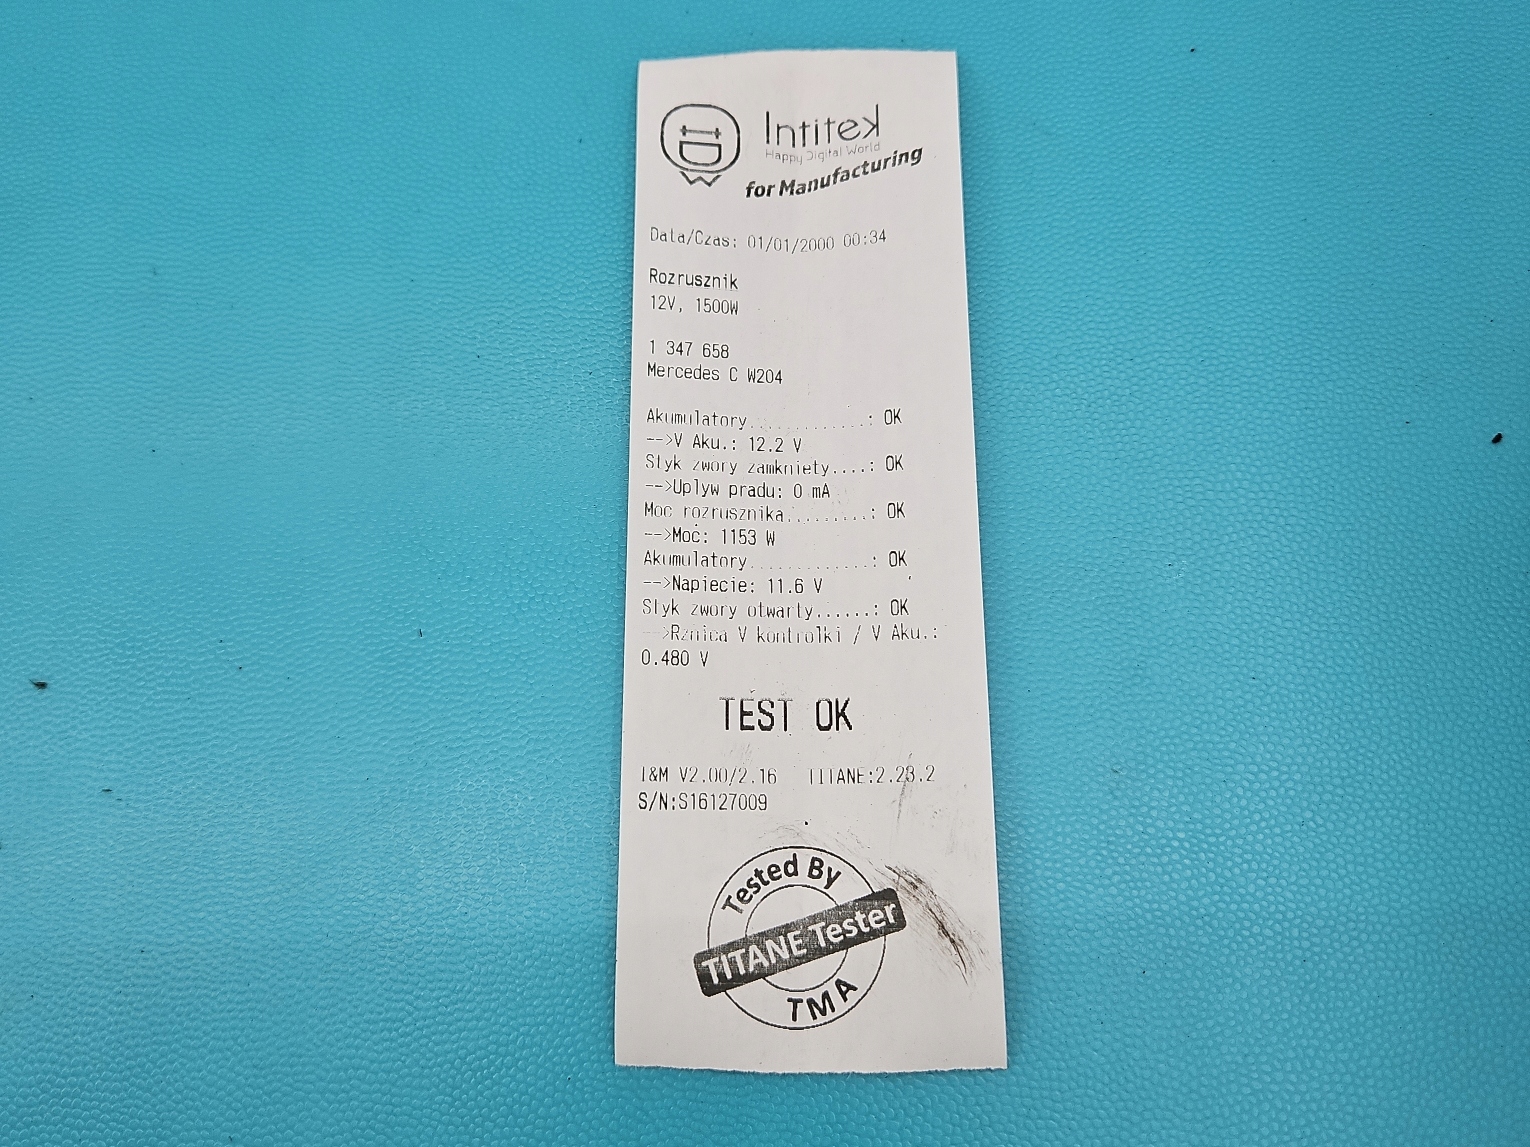 Intitek
Happy Digital World
for Manufacturing
Data/Czas: 01/01/2000 00:34
Rozrusznik
12V, 1500W
1 347 658
Mercedes C W204
Akumulatory.............: OK
-->V Aku.: 12.2 V
Styk zwory zamkniety....: OK
-->Uplyw pradu: 0 mA
Moc rozrusznika.........: OK
-->Moc: 1153 W
Akumulatory.............: OK
-->Napiecie: 11.6 V
Styk zwory otwarty......: OK
-->Rznica V kontrolki / V Aku.:
0.480 V
TEST OK
I&M V2.00/2.16 TITANE:2.23.2
S/N:S16127009
Tested By
TITANE Tester
TMA